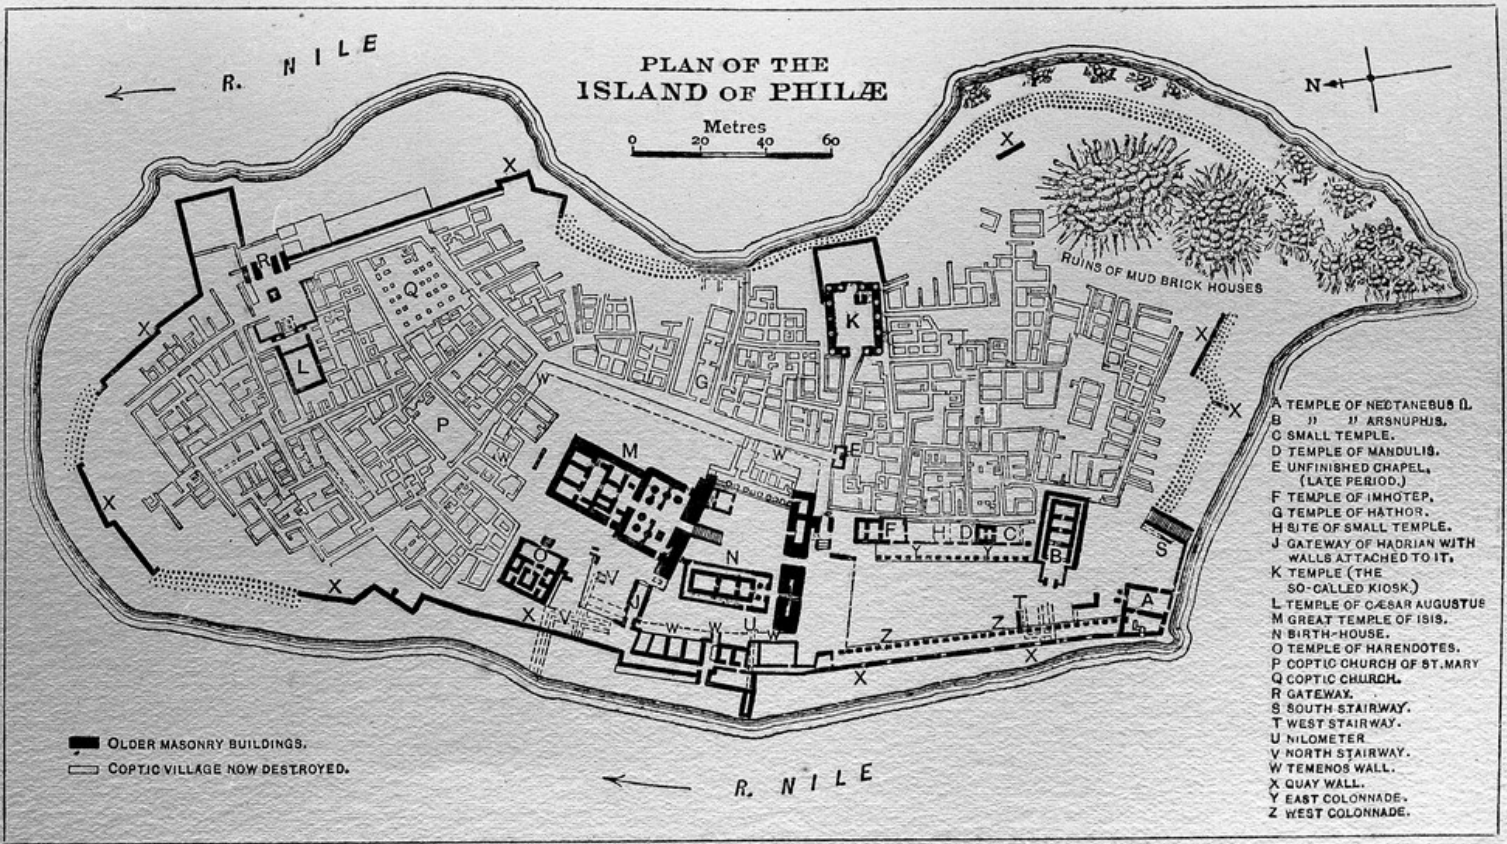 R. NILE
PLAN OF THE
ISLAND OF PHILÆ
Metres
0 20 40 60
N
X
X
X
R
Q
RUINS OF MUD BRICK HOUSES
X
K
X
L
W
G
X
P
E
M
W
W
X
F H D C
S
Y Y
B
O
N
V
X
J
T
A
X V
W W U W
Z Z
X
X
A TEMPLE OF NECTANEBUS II.
B " " ARSNUPHIS.
C SMALL TEMPLE.
D TEMPLE OF MANDULIS.
E UNFINISHED CHAPEL,
(LATE PERIOD.)
F TEMPLE OF IMHOTEP.
G TEMPLE OF HATHOR.
H SITE OF SMALL TEMPLE.
J GATEWAY OF HADRIAN WITH
WALLS ATTACHED TO IT.
K TEMPLE (THE
SO-CALLED KIOSK.)
L TEMPLE OF CÆSAR AUGUSTUS
M GREAT TEMPLE OF ISIS.
N BIRTH-HOUSE.
O TEMPLE OF HARENDOTES.
P COPTIC CHURCH OF ST. MARY
Q COPTIC CHURCH.
R GATEWAY.
S SOUTH STAIRWAY.
T WEST STAIRWAY.
U NILOMETER
V NORTH STAIRWAY.
W TEMENOS WALL.
X QUAY WALL.
Y EAST COLONNADE.
Z WEST COLONNADE.
OLDER MASONRY BUILDINGS.
COPTIC VILLAGE NOW DESTROYED.
R. NILE